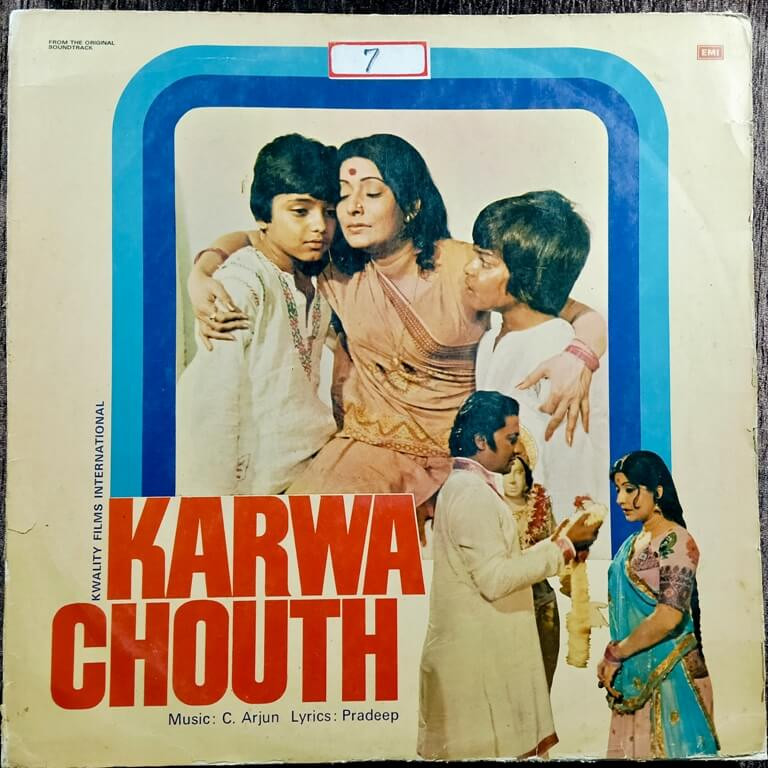 FROM THE ORIGINAL
SOUNDTRACK
7
EMI
KWALITY FILMS INTERNATIONAL
KARWA
CHOUTH
Music: C. Arjun Lyrics: Pradeep